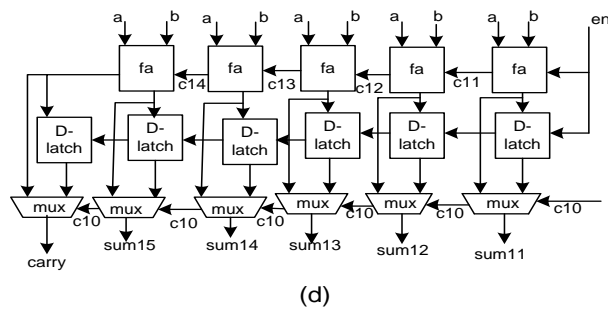 a b a b a b a b a b en
fa fa fa fa fa
c14 c13 c12 c11
D-latch D-latch D-latch D-latch D-latch D-latch
mux mux mux mux mux mux
c10 c10 c10 c10 c10 c10
carry sum15 sum14 sum13 sum12 sum11
(d)